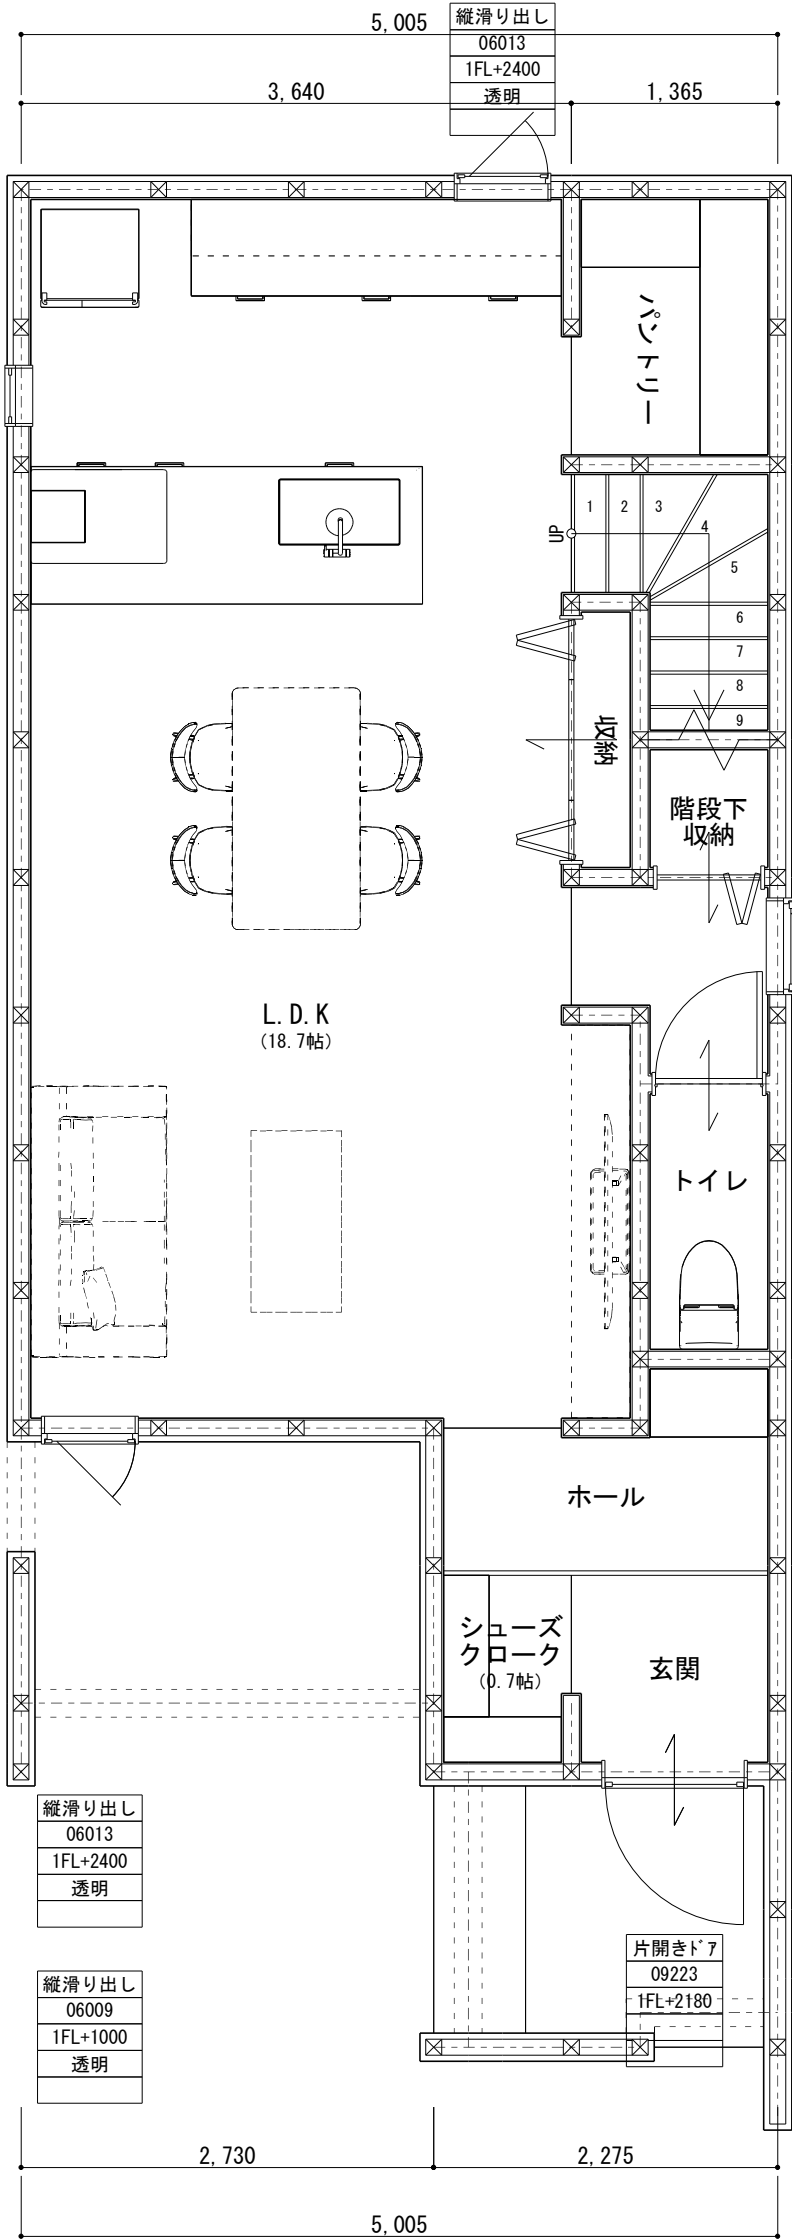 5,005
縦滑り出し
06013
1FL+2400
透明
3,640
1,365
パントリー
UP
1
2
3
4
5
6
7
8
9
収納
階段下
収納
L.D.K
(18.7帖)
トイレ
ホール
シューズ
クローク
(0.7帖)
玄関
縦滑り出し
06013
1FL+2400
透明
片開きドア
09223
1FL+2180
縦滑り出し
06009
1FL+1000
透明
2,730
2,275
5,005